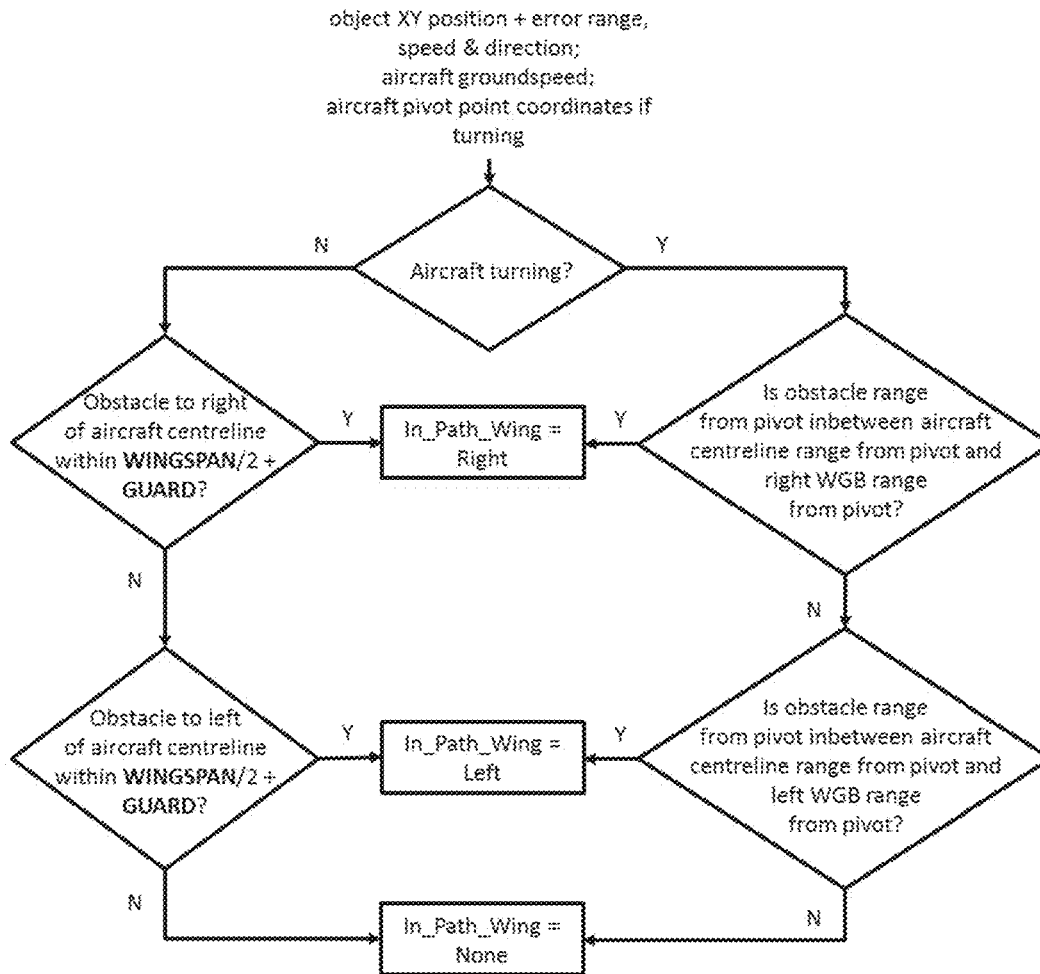 object XY position + error range,
speed & direction;
aircraft groundspeed;
aircraft pivot point coordinates if
turning
N
Y
Aircraft turning?
Obstacle to right
of aircraft centreline
within WINGSPAN/2 +
GUARD?
Y
In_Path_Wing =
Right
Y
Is obstacle range
from pivot inbetween aircraft
centreline range from pivot and
right WGB range
from pivot?
N
N
Obstacle to left
of aircraft centreline
within WINGSPAN/2 +
GUARD?
Y
In_Path_Wing =
Left
Y
Is obstacle range
from pivot inbetween aircraft
centreline range from pivot and
left WGB range
from pivot?
N
N
In_Path_Wing =
None